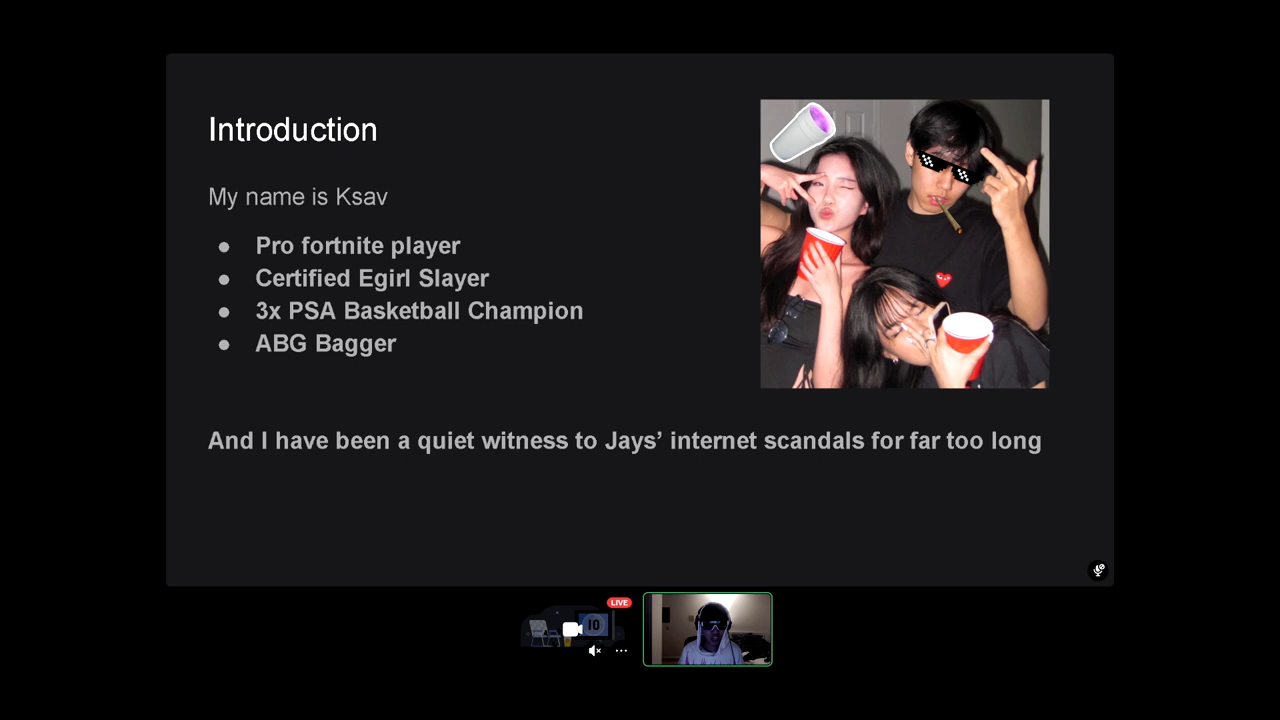 Introduction
My name is Ksav
● Pro fortnite player
● Certified Egirl Slayer
● 3x PSA Basketball Champion
● ABG Bagger
And I have been a quiet witness to Jays’ internet scandals for far too long
LIVE
10